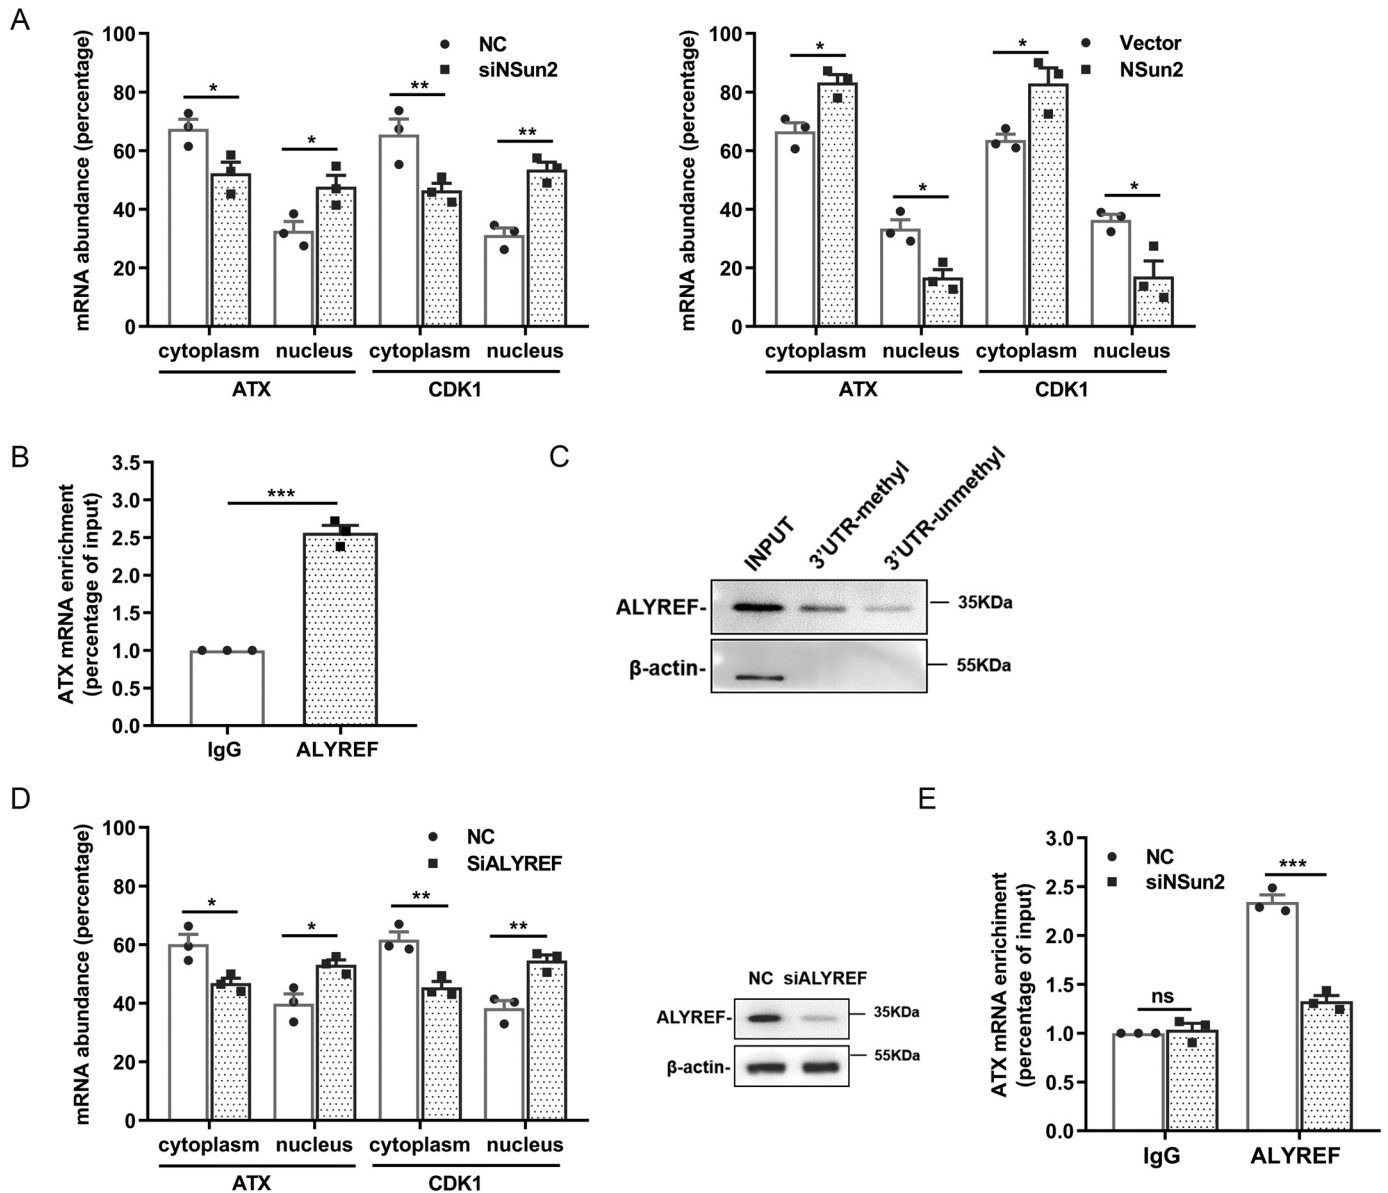 A
mRNA abundance (percentage)
100
80
60
40
20
0
NC
siNSun2
*
*
**
**
cytoplasm nucleus cytoplasm nucleus
ATX CDK1
mRNA abundance (percentage)
100
80
60
40
20
0
Vector
NSun2
*
*
*
*
cytoplasm nucleus cytoplasm nucleus
ATX CDK1
B
ATX mRNA enrichment
(percentage of input)
3.5
3.0
2.5
2.0
1.5
1.0
0.5
0.0
***
IgG ALYREF
C
INPUT
3'UTR-methyl
3'UTR-unmethyl
ALYREF-
35KDa
β-actin-
55KDa
D
mRNA abundance (percentage)
100
80
60
40
20
0
NC
SiALYREF
*
*
**
**
cytoplasm nucleus cytoplasm nucleus
ATX CDK1
NC siALYREF
ALYREF-
35KDa
β-actin-
55KDa
E
ATX mRNA enrichment
(percentage of input)
3.0
2.5
2.0
1.5
1.0
0.5
0.0
NC
siNSun2
ns
***
IgG ALYREF